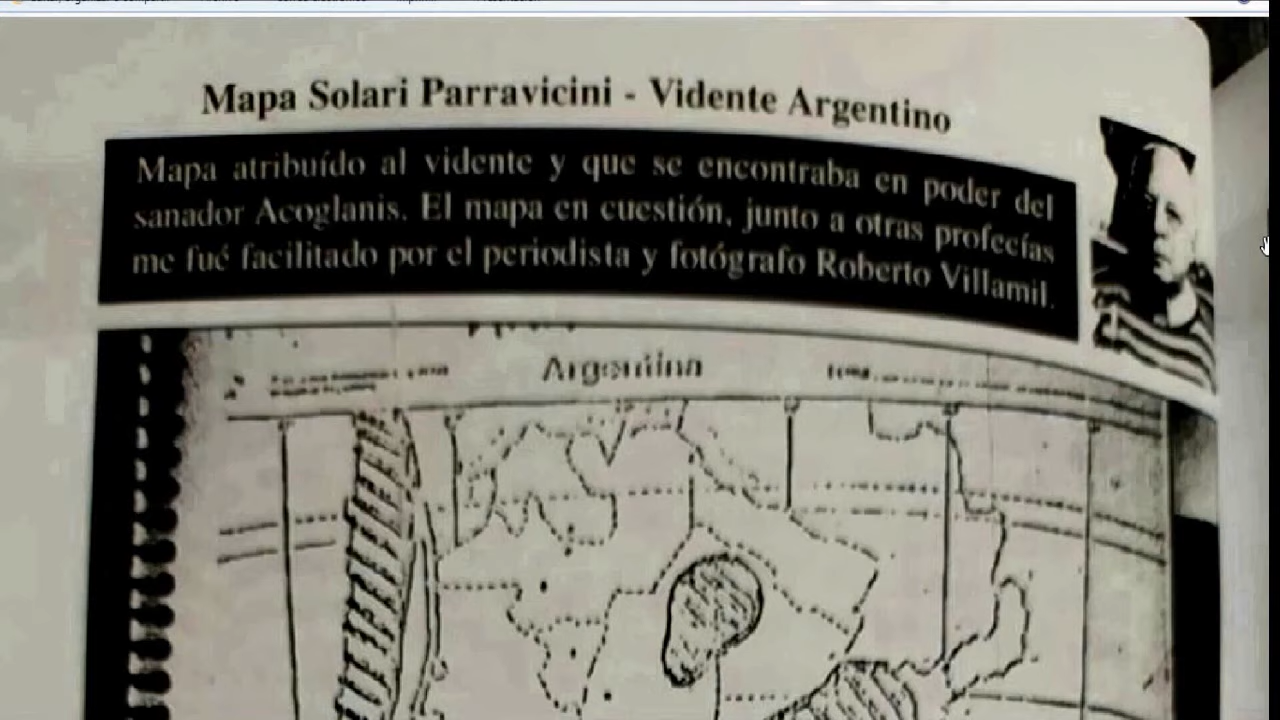 Mapa Solari Parravicini - Vidente Argentino
Mapa atribuído al vidente y que se encontraba en poder del
sanador Acoglanis. El mapa en cuestión, junto a otras profecías
me fué facilitado por el periodista y fotógrafo Roberto Villamil.
Argentina